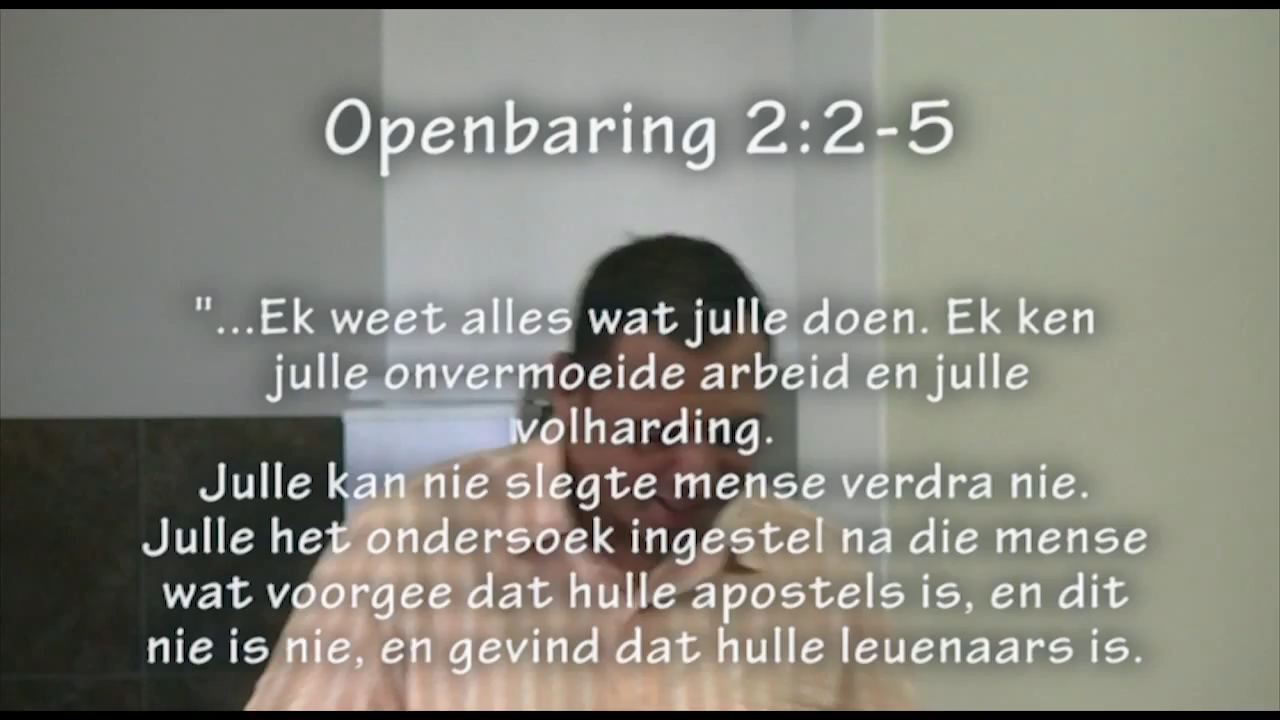 Openbaring 2:2-5
"...Ek weet alles wat julle doen. Ek ken
julle onvermoeide arbeid en julle
volharding.
Julle kan nie slegte mense verdra nie.
Julle het ondersoek ingestel na die mense
wat voorgee dat hulle apostels is, en dit
nie is nie, en gevind dat hulle leuenaars is.